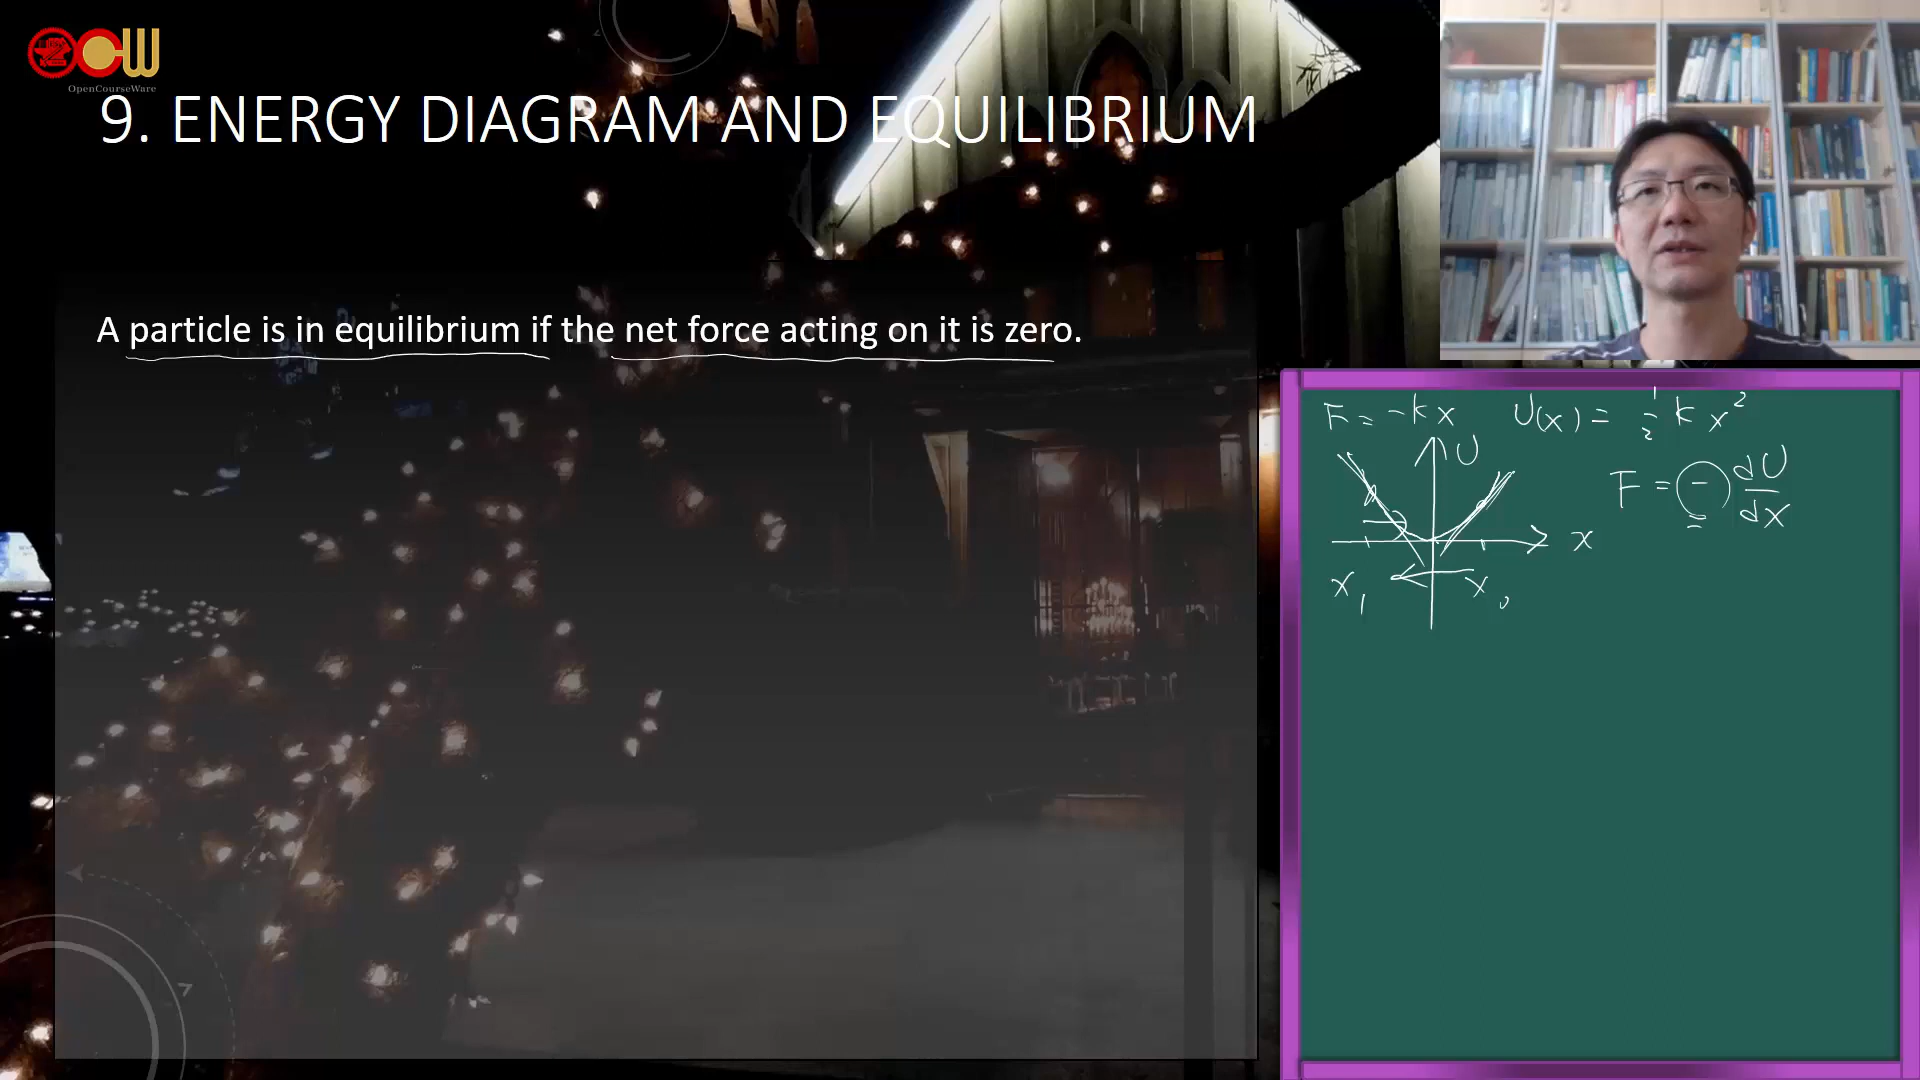 OCW
OpenCourseWare
9. ENERGY DIAGRAM AND EQUILIBRIUM
A particle is in equilibrium if the net force acting on it is zero.
F = -kx U(x) = 1/2 k x²
U
F = - dU/dx
x
x₁ x₀